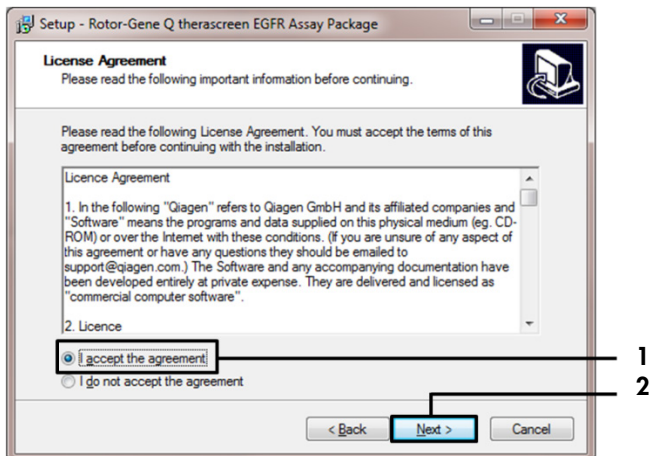 Setup - Rotor-Gene Q therascreen EGFR Assay Package
License Agreement
Please read the following important information before continuing.
Please read the following License Agreement. You must accept the terms of this
agreement before continuing with the installation.
Licence Agreement
1. In the following "Qiagen" refers to Qiagen GmbH and its affiliated companies and
"Software" means the programs and data supplied on this physical medium (eg. CD-
ROM) or over the Internet with these conditions. (If you are unsure of any aspect of
this agreement or have any questions they should be emailed to
support@qiagen.com.) The Software and any accompanying documentation have
been developed entirely at private expense. They are delivered and licensed as
"commercial computer software".
2. Licence
I accept the agreement
1
I do not accept the agreement
2
< Back Next > Cancel